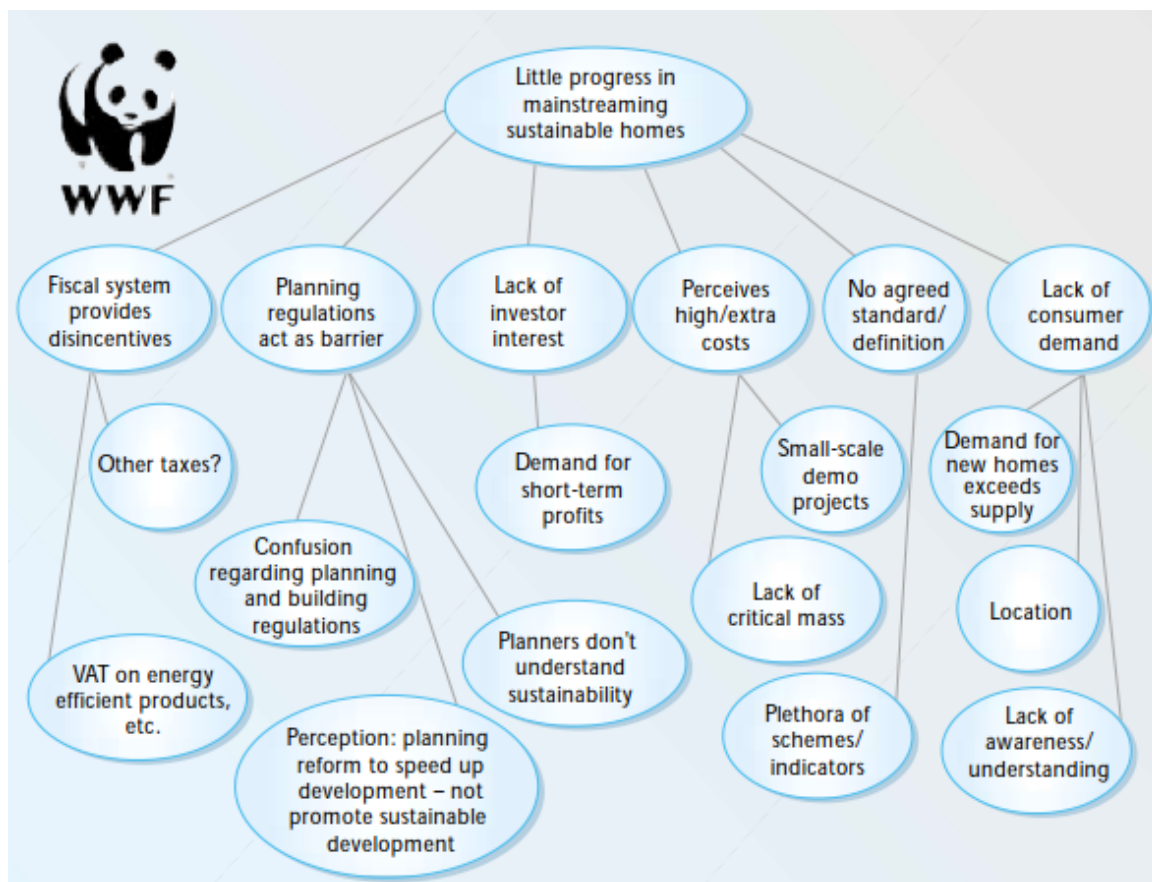 WWF
Little progress in
mainstreaming
sustainable homes
Fiscal system
provides
disincentives
Planning
regulations
act as barrier
Lack of
investor
interest
Perceives
high/extra
costs
No agreed
standard/
definition
Lack of
consumer
demand
Other taxes?
Demand for
short-term
profits
Small-scale
demo
projects
Demand for
new homes
exceeds
supply
Confusion
regarding planning
and building
regulations
Lack of
critical mass
Location
VAT on energy
efficient products,
etc.
Planners don't
understand
sustainability
Plethora of
schemes/
indicators
Lack of
awareness/
understanding
Perception: planning
reform to speed up
development – not
promote sustainable
development